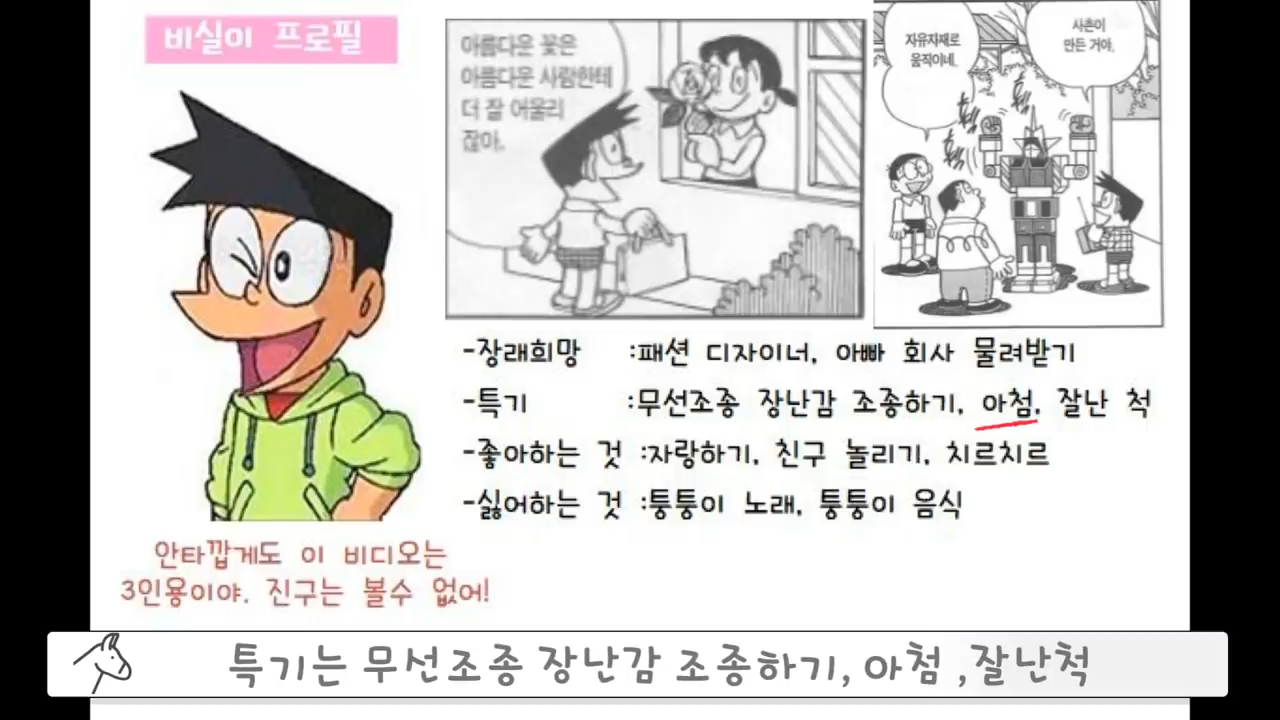 비실이 프로필
아름다운 꽃은
아름다운 사람한테
더 잘 어울리
잖아.
자유자재로
움직이네.
사촌이
만든 거야.
-장래희망 :패션 디자이너, 아빠 회사 물려받기
-특기 :무선조종 장난감 조종하기, 아첨, 잘난 척
-좋아하는 것 :자랑하기, 친구 놀리기, 치르치르
-싫어하는 것 :퉁퉁이 노래, 퉁퉁이 음식
안타깝게도 이 비디오는
3인용이야. 진구는 볼수 없어!
특기는 무선조종 장난감 조종하기, 아첨 ,잘난척